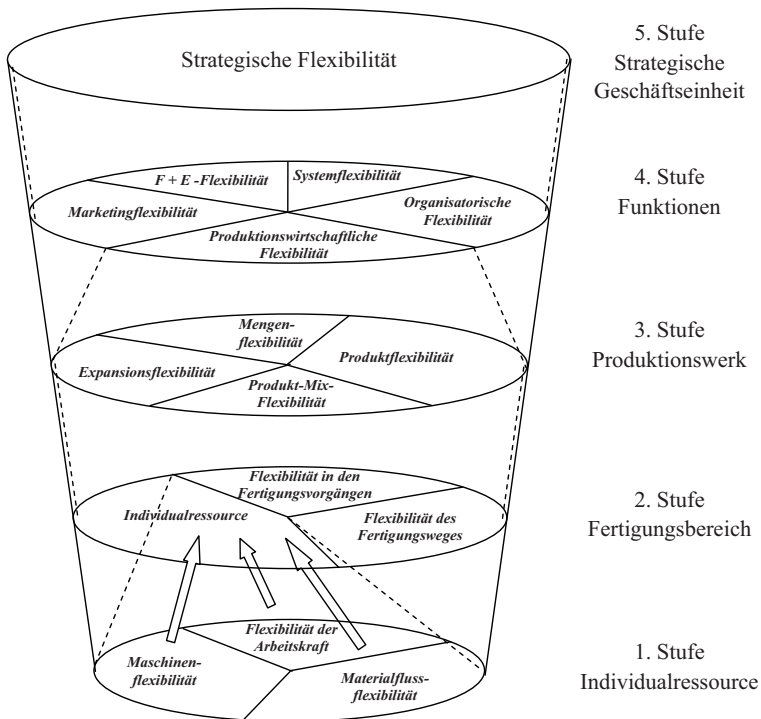 Strategische Flexibilität
5. Stufe
Strategische
Geschäftseinheit
F + E -Flexibilität
Systemflexibilität
Marketingflexibilität
Organisatorische
Flexibilität
Produktionswirtschaftliche
Flexibilität
4. Stufe
Funktionen
Mengen-
flexibilität
Produktflexibilität
Expansionsflexibilität
Produkt-Mix-
Flexibilität
3. Stufe
Produktionswerk
Flexibilität in den
Fertigungsvorgängen
Individualressource
Flexibilität des
Fertigungsweges
2. Stufe
Fertigungsbereich
Flexibilität der
Arbeitskraft
Maschinen-
flexibilität
Materialfluss-
flexibilität
1. Stufe
Individualressource